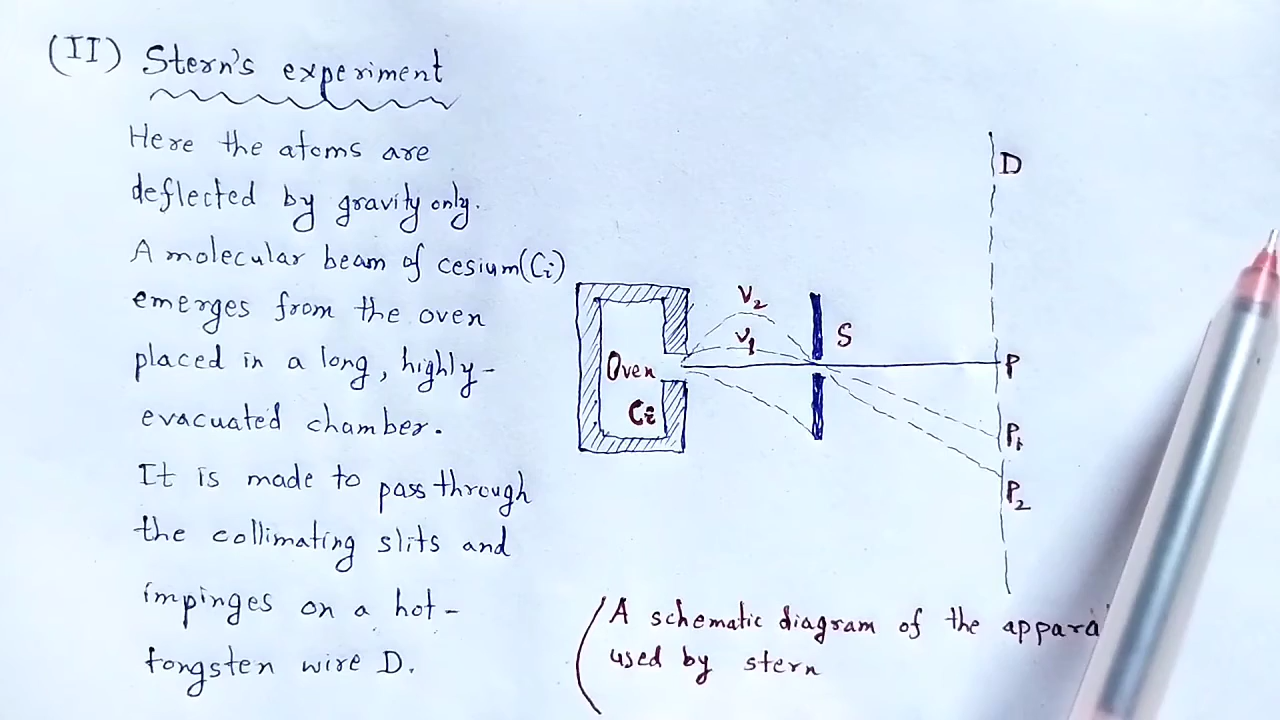 (II) Stern's experiment
Here the atoms are
deflected by gravity only.
A molecular beam of cesium(Ci)
emerges from the oven
placed in a long, highly-
evacuated chamber.
It is made to pass through
the collimating slits and
impinges on a hot-
tongsten wire D.
D
V₂
V₁
S
Oven
Ci
P
P₁
P₂
(A schematic diagram of the appara
used by stern